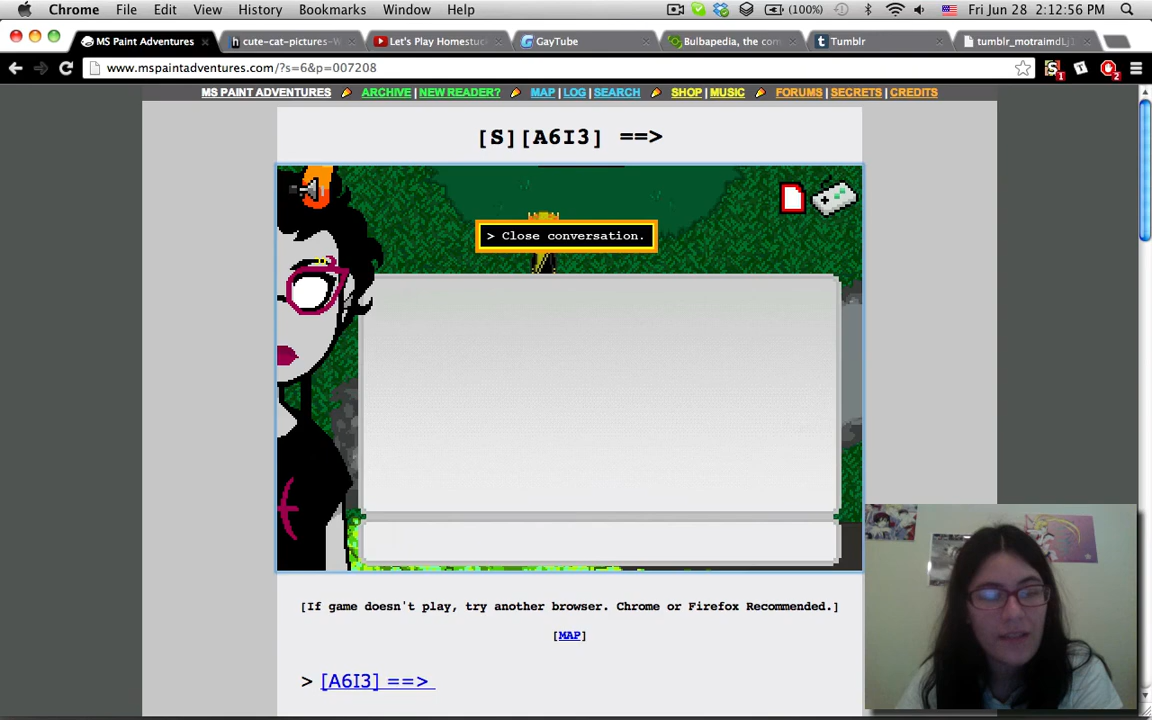 Chrome File Edit View History Bookmarks Window Help (100%) Fri Jun 28 2:12:56 PM
MS Paint Adventures cute-cat-pictures- Let's Play Homestuc GayTube Bulbapedia, the com Tumblr tumblr_motraimdLj
www.mspaintadventures.com/?s=6&p=007208
MS PAINT ADVENTURES ARCHIVE | NEW READER? MAP | LOG | SEARCH SHOP | MUSIC FORUMS | SECRETS | CREDITS
[S][A6I3] ==>
> Close conversation.
[If game doesn't play, try another browser. Chrome or Firefox Recommended.]
[MAP]
> [A6I3] ==>